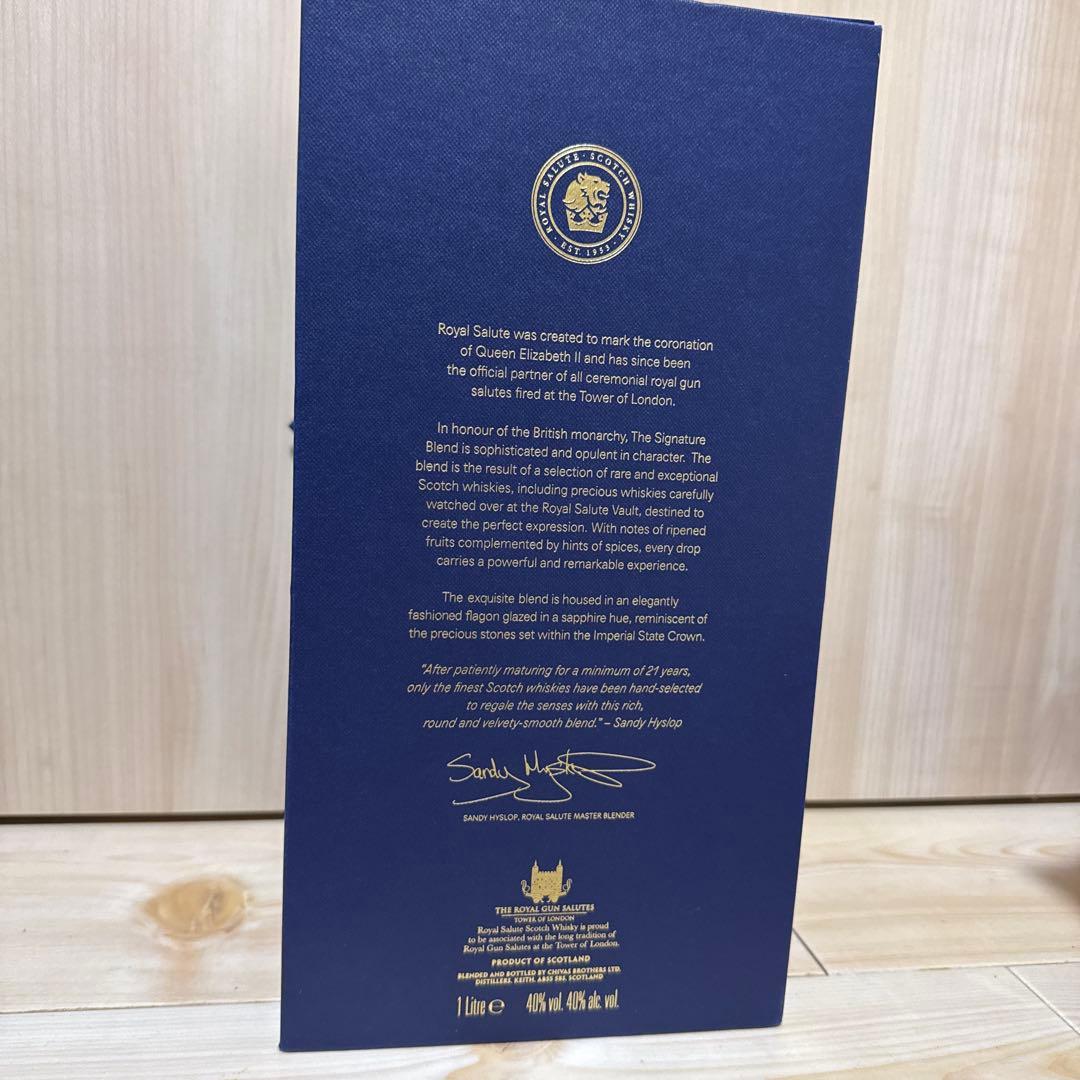 ROYAL SALUTE · SCOTCH WHISKY
· EST. 1953 ·
Royal Salute was created to mark the coronation
of Queen Elizabeth II and has since been
the official partner of all ceremonial royal gun
salutes fired at the Tower of London.
In honour of the British monarchy, The Signature
Blend is sophisticated and opulent in character. The
blend is the result of a selection of rare and exceptional
Scotch whiskies, including precious whiskies carefully
watched over at the Royal Salute Vault, destined to
create the perfect expression. With notes of ripened
fruits complemented by hints of spices, every drop
carries a powerful and remarkable experience.
The exquisite blend is housed in an elegantly
fashioned flagon glazed in a sapphire hue, reminiscent of
the precious stones set within the Imperial State Crown.
"After patiently maturing for a minimum of 21 years,
only the finest Scotch whiskies have been hand-selected
to regale the senses with this rich,
round and velvety-smooth blend." – Sandy Hyslop
Sandy Hyslop
SANDY HYSLOP, ROYAL SALUTE MASTER BLENDER
THE ROYAL GUN SALUTES
TOWER OF LONDON
Royal Salute Scotch Whisky is proud
to be associated with the long tradition of
Royal Gun Salutes at the Tower of London.
PRODUCT OF SCOTLAND
BLENDED AND BOTTLED BY CHIVAS BROTHERS LTD.
DISTILLERS, KEITH, AB55 5BS, SCOTLAND
1 Litre ℮ 40% vol. 40% alc. vol.